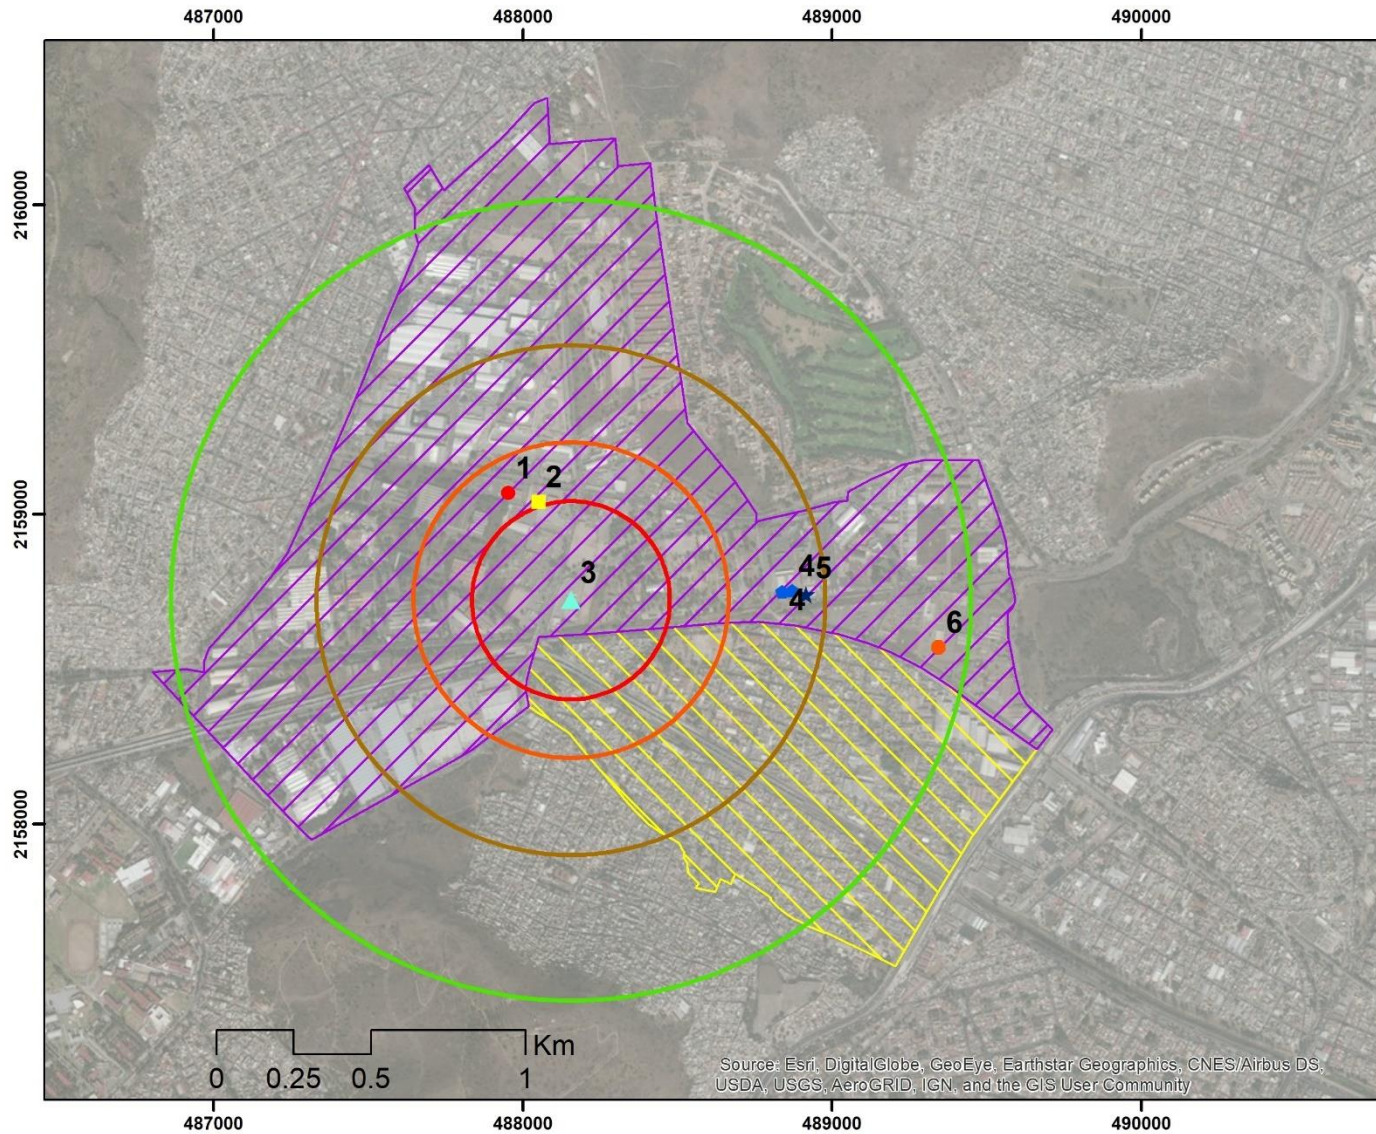 487000 488000 489000 490000
2160000
2159000
2158000
1
2
3
4 5
4
6
Km
0 0.25 0.5 1
Source: Esri, DigitalGlobe, GeoEye, Earthstar Geographics, CNES/Airbus DS,
USDA, USGS, AeroGRID, IGN, and the GIS User Community
487000 488000 489000 490000